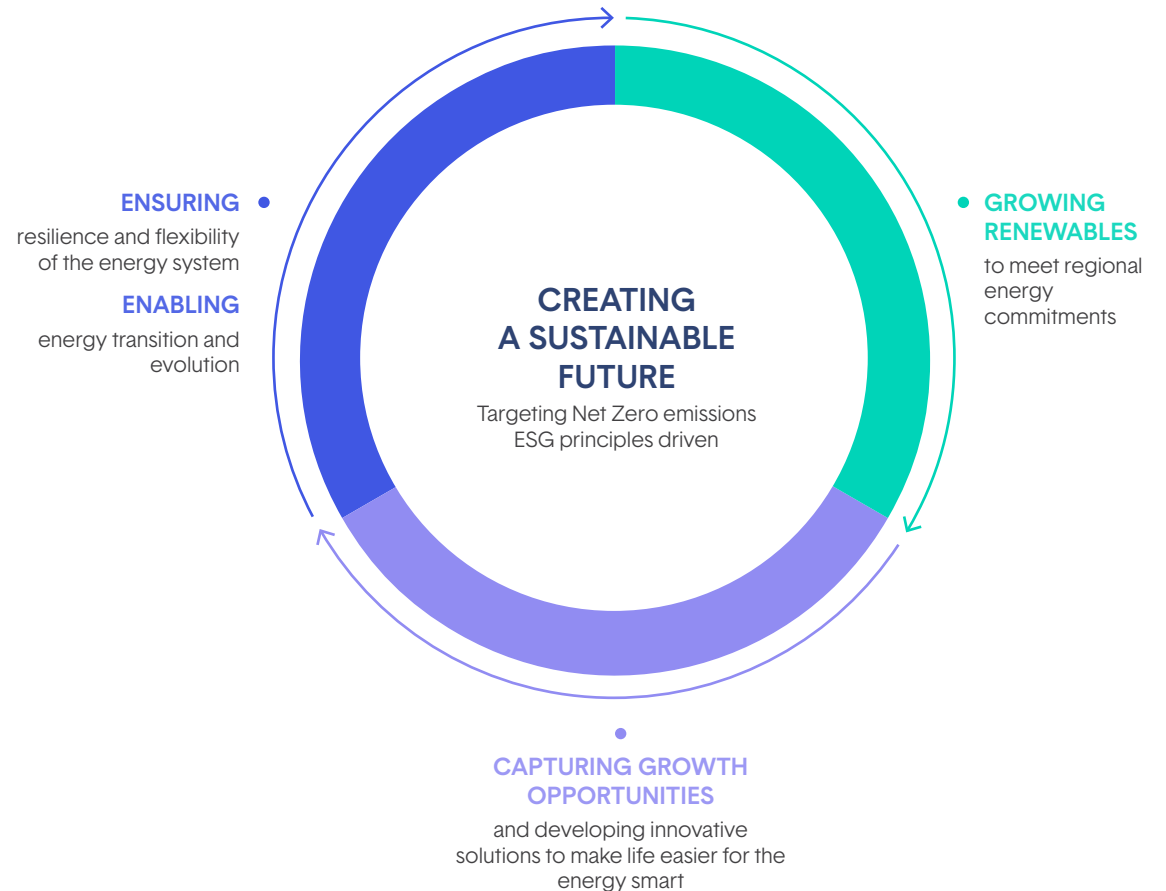 ENSURING
resilience and flexibility
of the energy system
ENABLING
energy transition and
evolution
CREATING
A SUSTAINABLE
FUTURE
Targeting Net Zero emissions
ESG principles driven
GROWING
RENEWABLES
to meet regional
energy
commitments
CAPTURING GROWTH
OPPORTUNITIES
and developing innovative
solutions to make life easier for the
energy smart